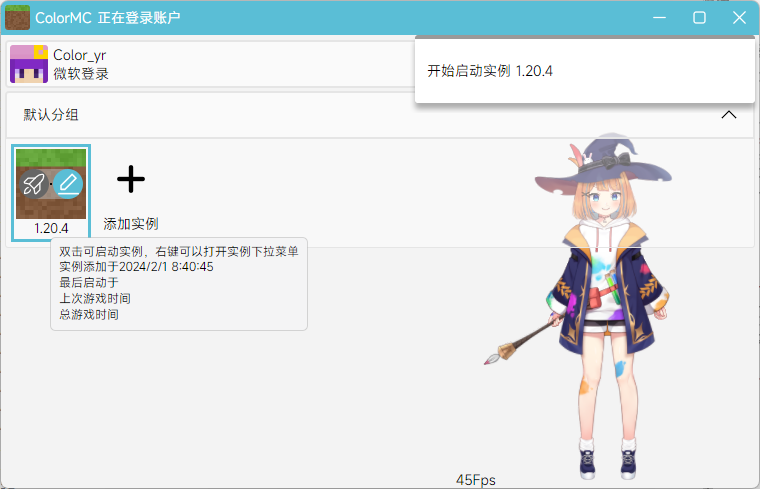 ColorMC 正在登录账户
Color_yr
微软登录
开始启动实例 1.20.4
默认分组
1.20.4
添加实例
双击可启动实例，右键可以打开实例下拉菜单
实例添加于2024/2/1 8:40:45
最后启动于
上次游戏时间
总游戏时间
45Fps